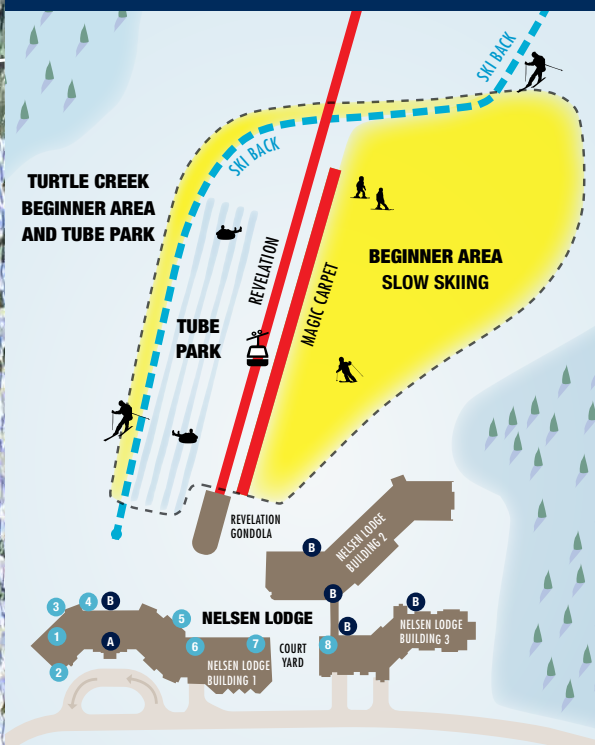 SKI BACK
SKI BACK
TURTLE CREEK
BEGINNER AREA
AND TUBE PARK
REVELATION
MAGIC CARPET
BEGINNER AREA
SLOW SKIING
TUBE
PARK
REVELATION
GONDOLA
NELSEN LODGE
BUILDING 2
B
B
3
4
B
5
NELSEN LODGE
B
B
NELSEN LODGE
BUILDING 3
1
A
6
7
COURT
YARD
8
2
NELSEN LODGE
BUILDING 1